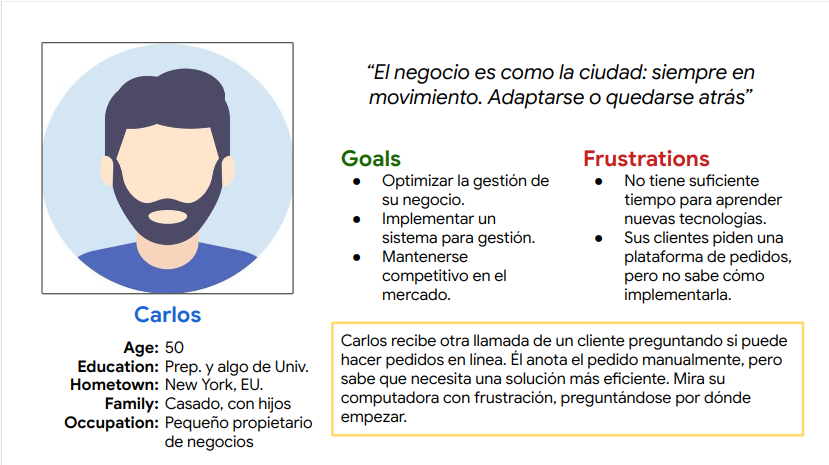 “El negocio es como la ciudad: siempre en
movimiento. Adaptarse o quedarse atrás”
Goals
● Optimizar la gestión de
su negocio.
● Implementar un
sistema para gestión.
● Mantenerse
competitivo en el
mercado.
Frustrations
● No tiene suficiente
tiempo para aprender
nuevas tecnologías.
● Sus clientes piden una
plataforma de pedidos,
pero no sabe cómo
implementarla.
Carlos
Age: 50
Education: Prep. y algo de Univ.
Hometown: New York, EU.
Family: Casado, con hijos
Occupation: Pequeño propietario
de negocios
Carlos recibe otra llamada de un cliente preguntando si puede
hacer pedidos en línea. Él anota el pedido manualmente, pero
sabe que necesita una solución más eficiente. Mira su
computadora con frustración, preguntándose por dónde
empezar.